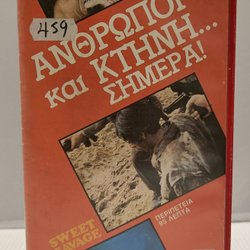 459
ΑΝΘΡΩΠΟΙ
και ΚΤΗΝΗ...
ΣΗΜΕΡΑ!
ΠΕΡΙΠΕΤΕΙΑ
95 ΛΕΠΤΑ
SWEET
SAVAGE